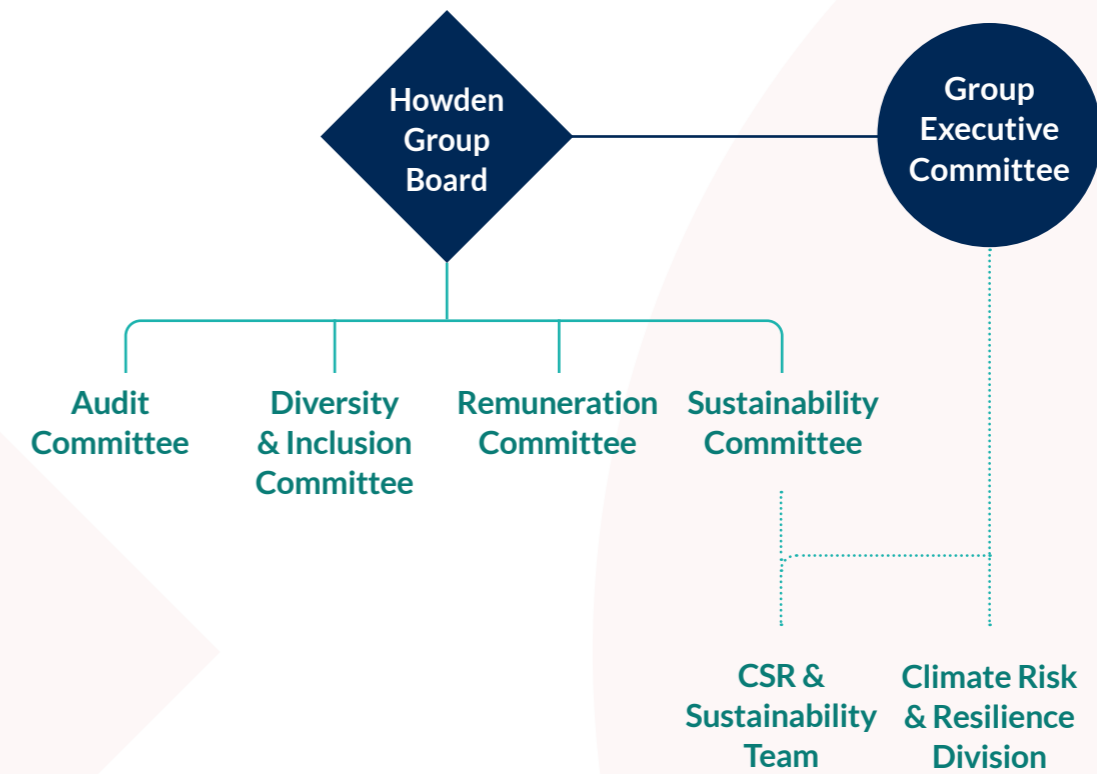 Howden
Group
Board
Group
Executive
Committee
Audit
Committee
Diversity
& Inclusion
Committee
Remuneration
Committee
Sustainability
Committee
CSR &
Sustainability
Team
Climate Risk
& Resilience
Division